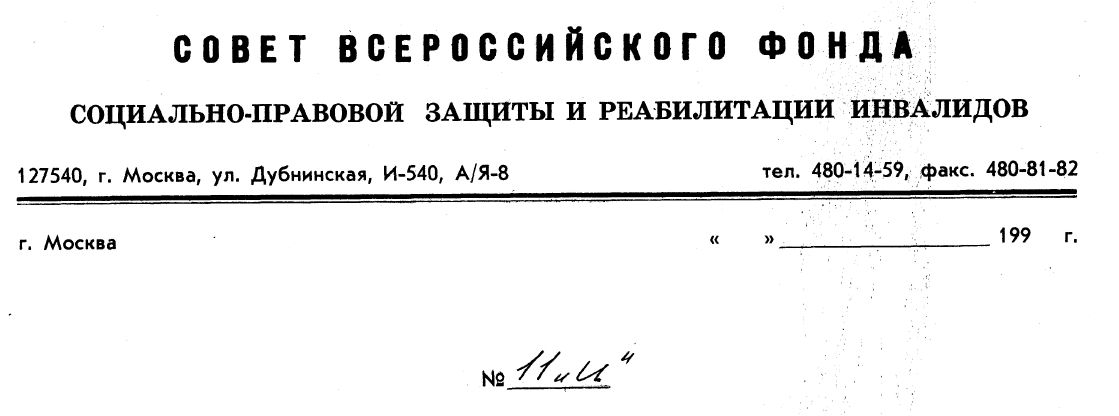 СОВЕТ ВСЕРОССИЙСКОГО ФОНДА
СОЦИАЛЬНО-ПРАВОВОЙ ЗАЩИТЫ И РЕАБИЛИТАЦИИ ИНВАЛИДОВ
127540, г. Москва, ул. Дубнинская, И-540, А/Я-8 тел. 480-14-59, факс. 480-81-82
г. Москва « » 199 г.
№ 11„И"